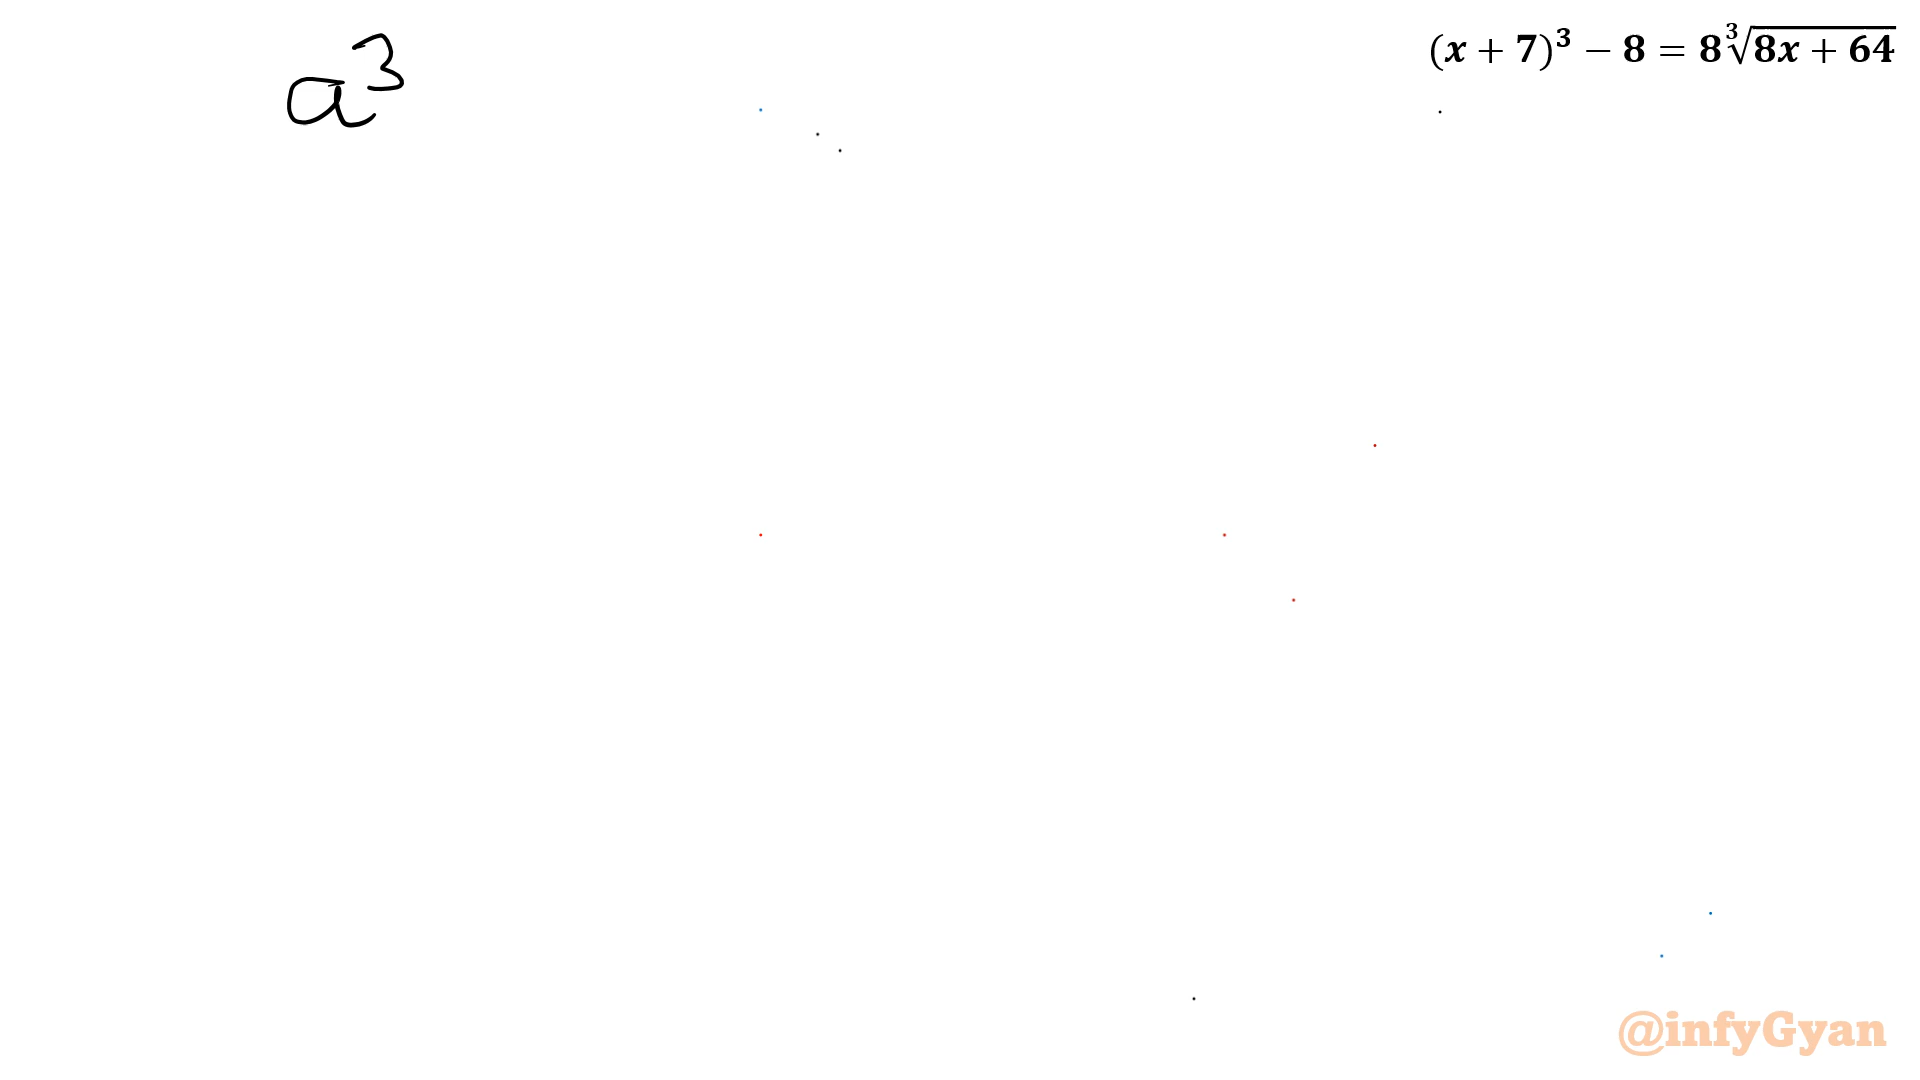 a³
(x + 7)³ − 8 = 8∛(8x + 64)
@infyGyan